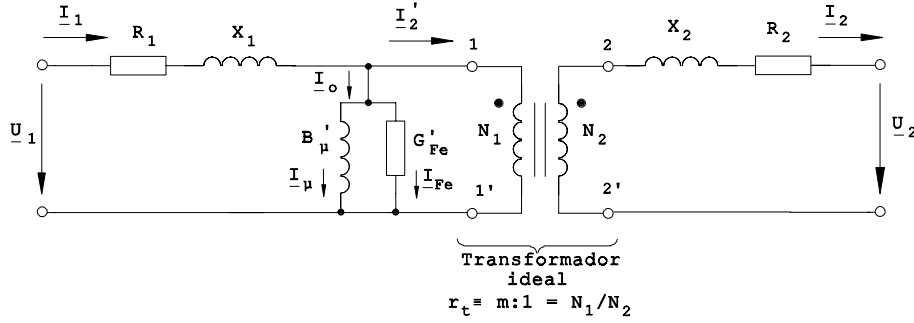 I1 R1 X1 I2' 1 2 X2 R2 I2
Io
U1 Bμ' G'Fe N1 N2 U2
Iμ IFe 1' 2'
Transformador
ideal
rt≡ m:1 = N1/N2